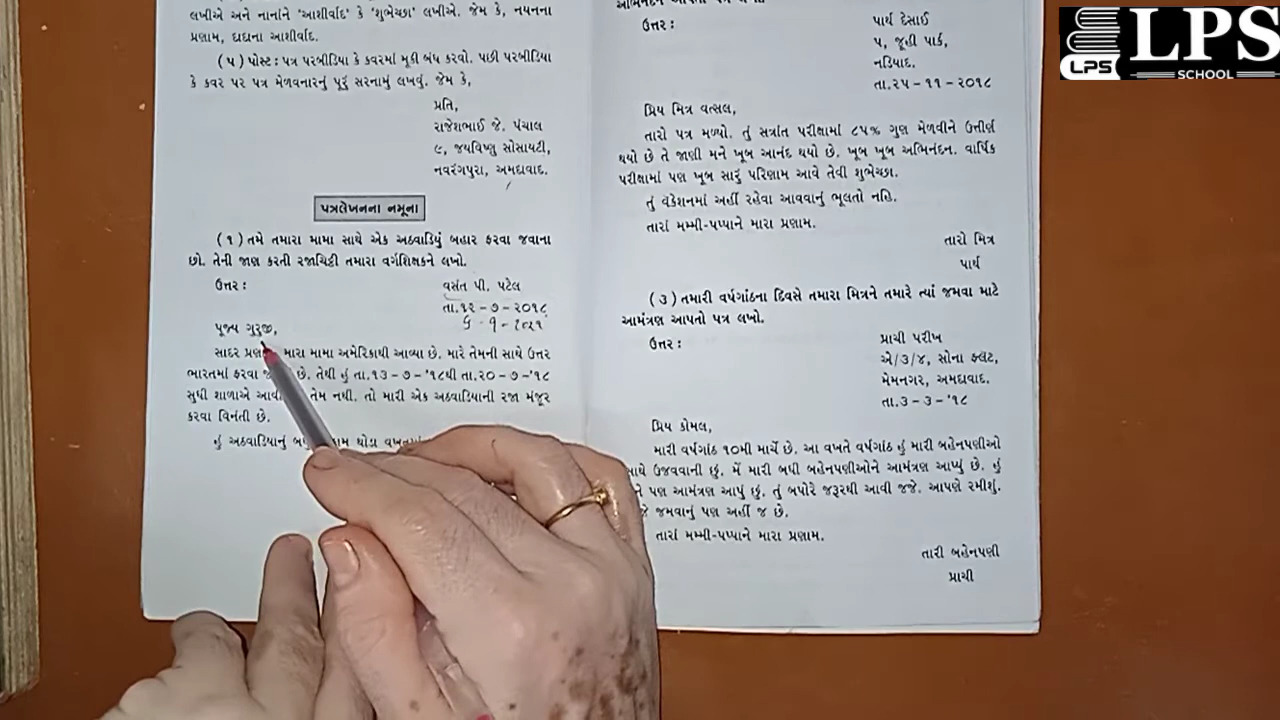 લખીએ અને નાનાંને 'આશીર્વાદ' કે 'શુભેચ્છા' લખીએ. જેમ કે, નયનના
પ્રણામ, દાદાના આશીર્વાદ.
(૫) પોસ્ટ: પત્ર પરબીડિયા કે કવરમાં મૂકી બંધ કરવો. પછી પરબીડિયા
કે કવર પર પત્ર મેળવનારનું પૂરું સરનામું લખવું. જેમ કે,
પ્રતિ,
રાજેશભાઈ જે. પંચાલ
૯, જયવિષ્ણુ સોસાયટી,
નવરંગપુરા, અમદાવાદ.
પત્રલેખનના નમૂના
(૧) તમે તમારા મામા સાથે એક અઠવાડિયું બહાર ફરવા જવાના
છો. તેની જાણ કરતી રજાચિઠ્ઠી તમારા વર્ગશિક્ષકને લખો.
ઉત્તર: વસંત પી. પટેલ
તા.૧૨-૭-૨૦૧૮
પૂજ્ય ગુરુજી,
સાદર મારા મામા અમેરિકાથી આવ્યા છે. મારે તેમની સાથે ઉત્તર
ભારતમાં ફરવા છે. તેથી હું તા.૧૩-૭-'૧૮થી તા.૨૦-૭-'૧૮
સુધી શાળાએ તેમ નથી. તો મારી એક અઠવાડિયાની રજા મંજૂર
કરવા વિનંતી છે.
હું અઠવાડિયાનું થોડા
ઉત્તર: પાર્થ દેસાઈ
૫, જૂહી પાર્ક,
નડિયાદ.
તા.૨૫-૧૧-૨૦૧૮
પ્રિય મિત્ર વત્સલ,
તારો પત્ર મળ્યો. તું સત્રાંત પરીક્ષામાં ૮૫% ગુણ મેળવીને ઉત્તીર્ણ
થયો છે તે જાણી મને ખૂબ આનંદ થયો છે. ખૂબ ખૂબ અભિનંદન. વાર્ષિક
પરીક્ષામાં પણ ખૂબ સારું પરિણામ આવે તેવી શુભેચ્છા.
તું વૅકેશનમાં અહીં રહેવા આવવાનું ભૂલતો નહિ.
તારાં મમ્મી-પપ્પાને મારા પ્રણામ.
તારો મિત્ર
પાર્થ
(૩) તમારી વર્ષગાંઠના દિવસે તમારા મિત્રને તમારે ત્યાં જમવા માટે
આમંત્રણ આપતો પત્ર લખો.
ઉત્તર: પ્રાચી પરીખ
એ/૩/૪, સોના ફ્લૅટ,
મેમનગર, અમદાવાદ.
તા.૩-૩-'૧૮
પ્રિય કોમલ,
મારી વર્ષગાંઠ ૧૦મી માર્ચે છે. આ વખતે વર્ષગાંઠ હું મારી બહેનપણીઓ
સાથે ઉજવવાની છું. મેં મારી બધી બહેનપણીઓને આમંત્રણ આપ્યું છે. હું
પણ આમંત્રણ આપું છું. તું બપોરે જરૂરથી આવી જજે. આપણે રમીશું.
જમવાનું પણ અહીં જ છે.
તારાં મમ્મી-પપ્પાને મારા પ્રણામ.
તારી બહેનપણી
પ્રાચી
LPS
LPS
SCHOOL